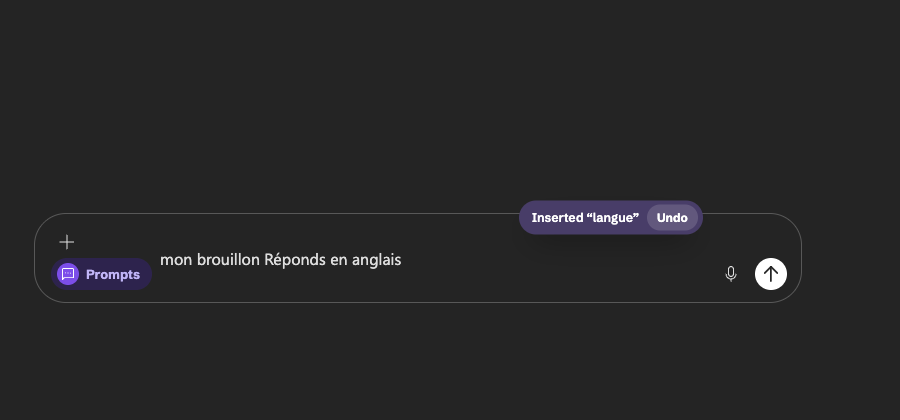 Inserted “langue” Undo
mon brouillon Réponds en anglais
Prompts